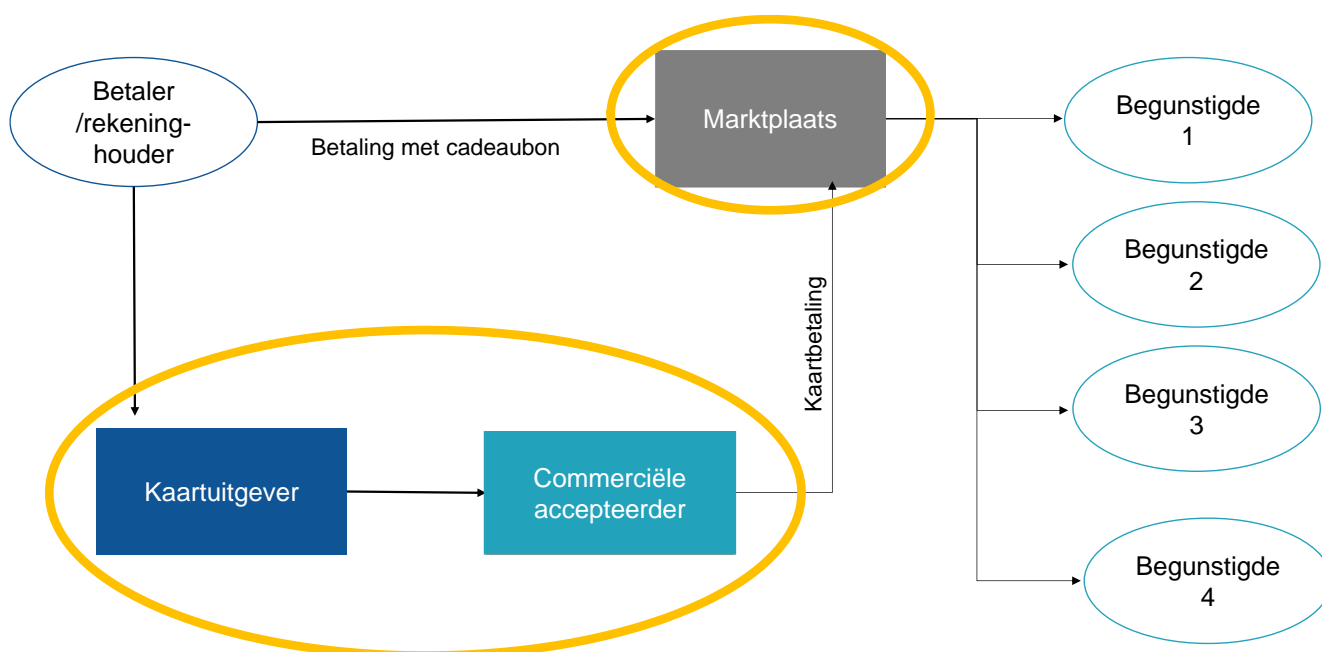 Betaler
/rekening-
houder
Betaling met cadeaubon
Marktplaats
Begunstigde
1
Begunstigde
2
Begunstigde
3
Begunstigde
4
Kaartbetaling
Kaartuitgever
Commerciële
accepteerder